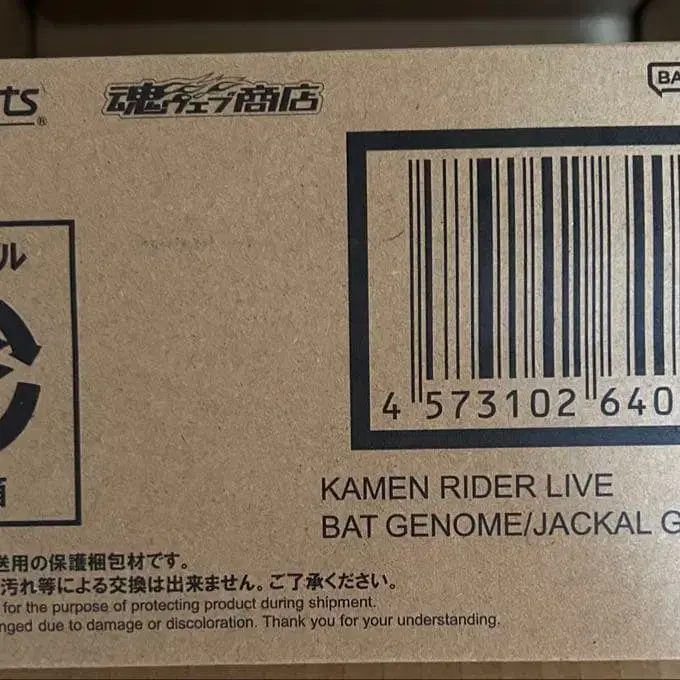 ts®
魂ウェブ商店
BA
ル
4 573102 640
KAMEN RIDER LIVE
BAT GENOME/JACKAL G
送用の保護梱包材です。
汚れ等による交換は出来ません。ご了承ください。
for the purpose of protecting product during shipment.
nged due to damage or discoloration. Thank you for your understanding.